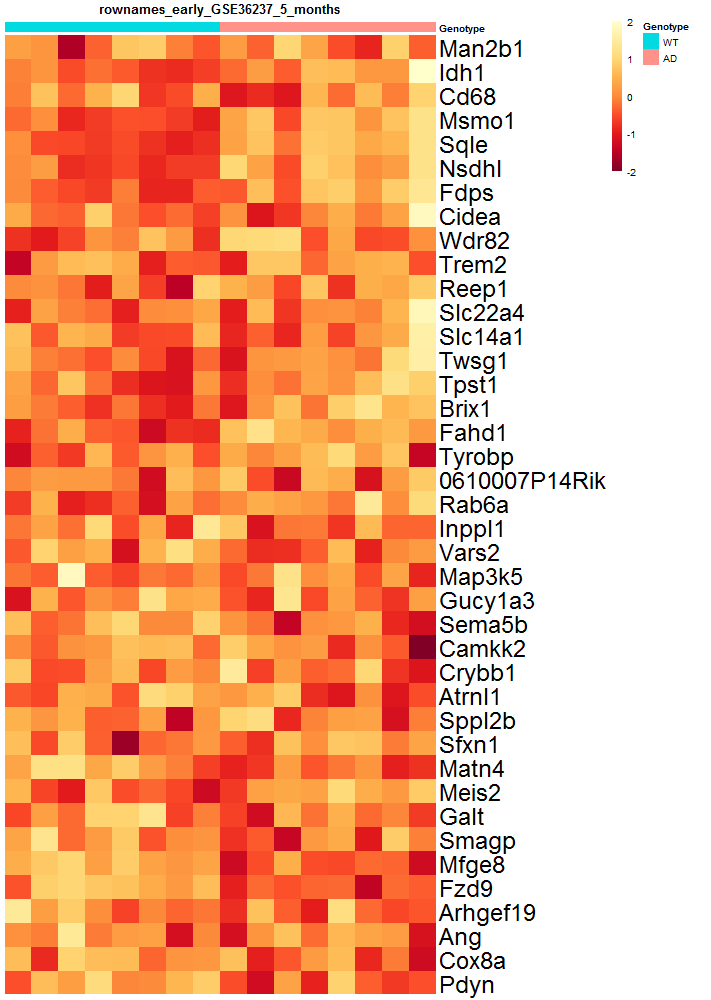 rownames_early_GSE36237_5_months
Genotype
Man2b1
Idh1
Cd68
Msmo1
Sqle
Nsdhl
Fdps
Cidea
Wdr82
Trem2
Reep1
Slc22a4
Slc14a1
Twsg1
Tpst1
Brix1
Fahd1
Tyrobp
0610007P14Rik
Rab6a
Inppl1
Vars2
Map3k5
Gucy1a3
Sema5b
Camkk2
Crybb1
Atrnl1
Sppl2b
Sfxn1
Matn4
Meis2
Galt
Smagp
Mfge8
Fzd9
Arhgef19
Ang
Cox8a
Pdyn
2
1
0
-1
-2
Genotype
WT
AD